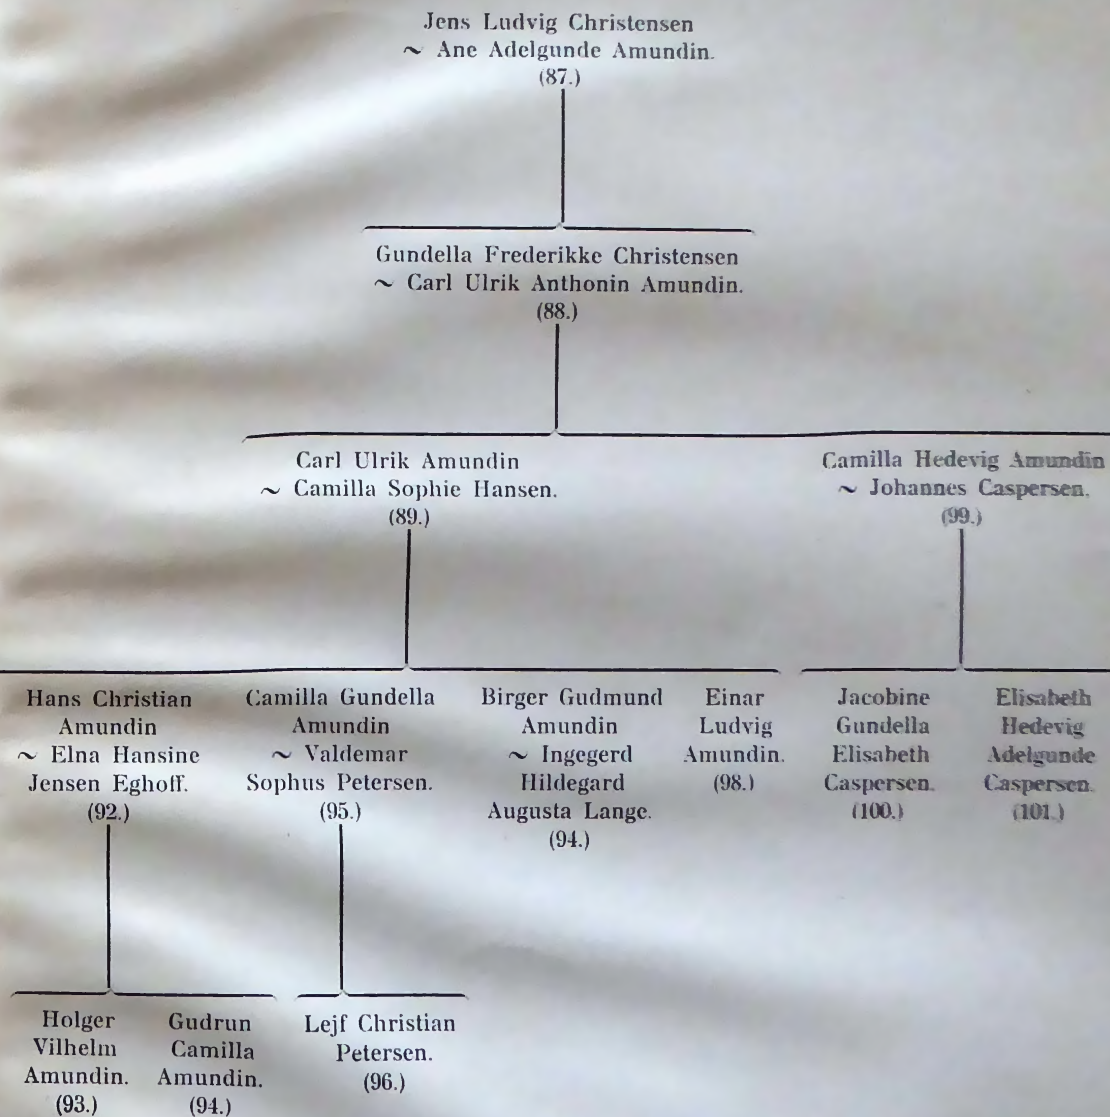 Jens Ludvig Christensen
~ Ane Adelgunde Amundin.
(87.)
Gundella Frederikke Christensen
~ Carl Ulrik Anthonin Amundin.
(88.)
Carl Ulrik Amundin
~ Camilla Sophie Hansen.
(89.)
Camilla Hedevig Amundin
~ Johannes Caspersen.
(99.)
Hans Christian
Amundin
~ Elna Hansine
Jensen Eghoff.
(92.)
Camilla Gundella
Amundin
~ Valdemar
Sophus Petersen.
(95.)
Birger Gudmund
Amundin
~ Ingegerd
Hildegard
Augusta Lange.
(94.)
Einar
Ludvig
Amundin.
(98.)
Jacobine
Gundella
Elisabeth
Caspersen.
(100.)
Elisabeth
Hedevig
Adelgunde
Caspersen.
(101.)
Holger
Vilhelm
Amundin.
(93.)
Gudrun
Camilla
Amundin.
(94.)
Lejf Christian
Petersen.
(96.)